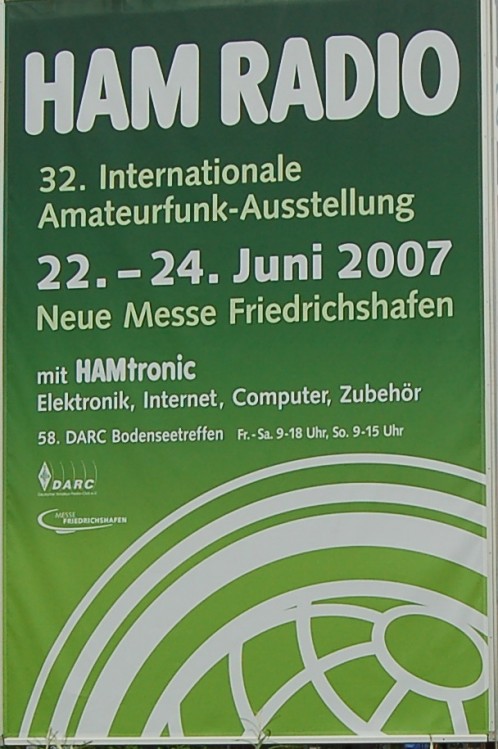 HAM RADIO
32. Internationale
Amateurfunk-Ausstellung
22. – 24. Juni 2007
Neue Messe Friedrichshafen
mit HAMtronic
Elektronik, Internet, Computer, Zubehör
58. DARC Bodenseetreffen Fr. - Sa. 9-18 Uhr, So. 9-15 Uhr
DARC
MESSE
FRIEDRICHSHAFEN